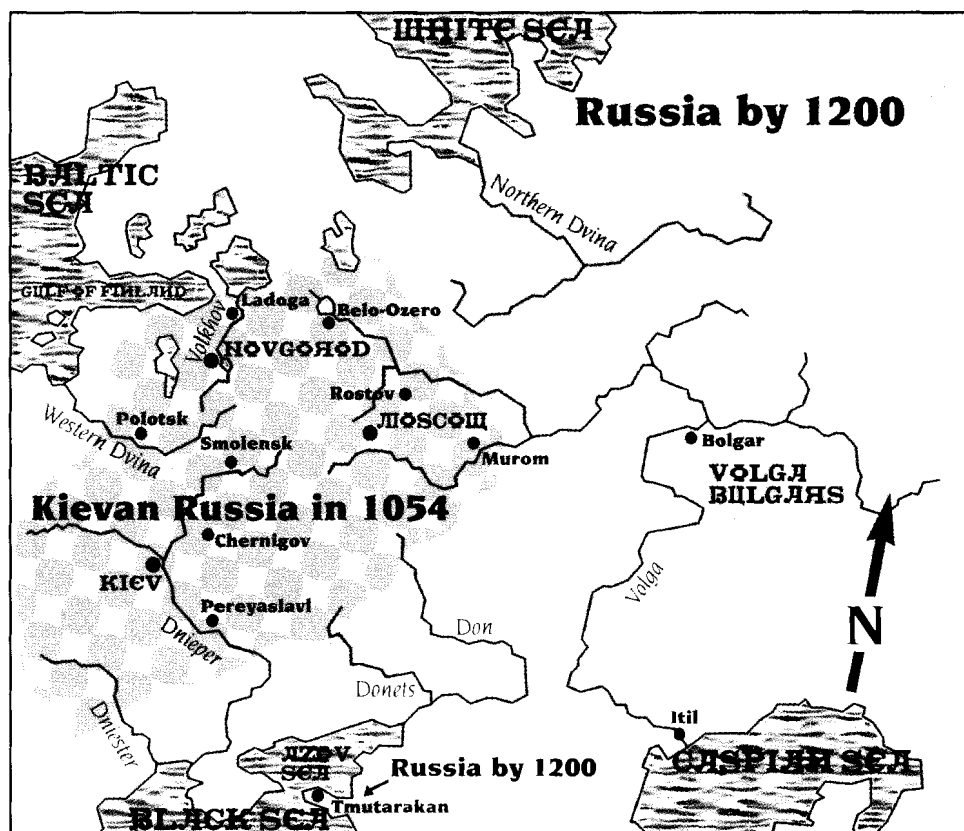 WHITE SEA
Russia by 1200
BALTIC
SEA
Northern Dvina
GULF OF FINLAND
Volkhov
Ladoga
Belo-Ozero
NOVGOROD
Rostov
MOSCOW
Polotsk
Western Dvina
Smolensk
Murom
Bolgar
VOLGA
BULGARS
Kievan Russia in 1054
Chernigov
KIEV
Volga
Pereyaslavl
Dnieper
Don
N
Donets
Dniester
Itil
AZOV
SEA
CASPIAN SEA
Russia by 1200
Tmutarakan
BLACK SEA